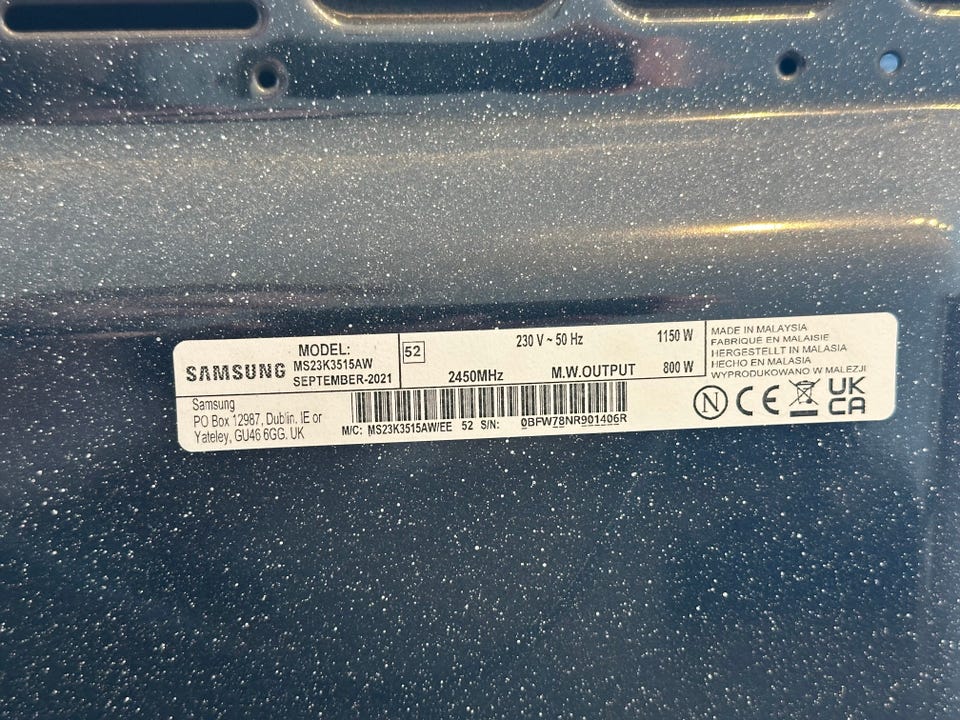 SAMSUNG
MODEL:
MS23K3515AW
SEPTEMBER-2021
52
230 V ~ 50 Hz
1150 W
2450MHz
M.W.OUTPUT
800 W
MADE IN MALAYSIA
FABRIQUE EN MALAISIE
HERGESTELLT IN MALASIA
HECHO EN MALASIA
WYPRODUKOWANO W MALEZJI
Samsung
PO Box 12987, Dublin. IE or
Yateley, GU46 6GG. UK
M/C: MS23K3515AW/EE 52 S/N: 0BFW78NR901406R
N CE UK
CA